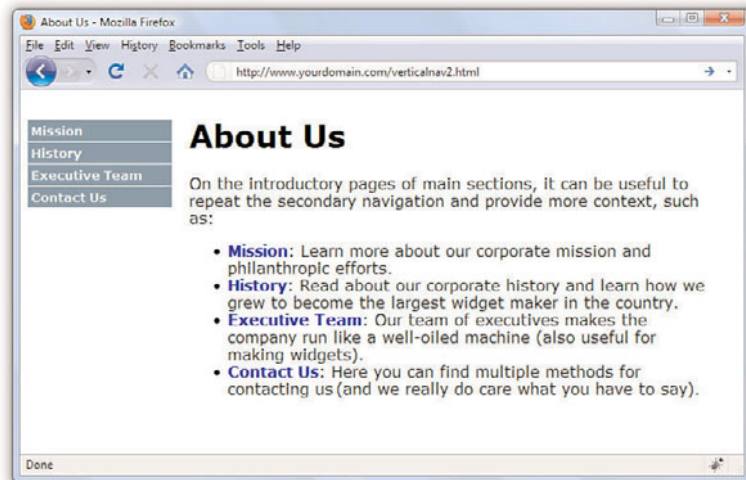 About Us - Mozilla Firefox
File Edit View History Bookmarks Tools Help
http://www.yourdomain.com/verticalnav2.html
Mission
History
Executive Team
Contact Us
About Us
On the introductory pages of main sections, it can be useful to
repeat the secondary navigation and provide more context, such
as:
• Mission: Learn more about our corporate mission and
philanthropic efforts.
• History: Read about our corporate history and learn how we
grew to become the largest widget maker in the country.
• Executive Team: Our team of executives makes the
company run like a well-oiled machine (also useful for
making widgets).
• Contact Us: Here you can find multiple methods for
contacting us (and we really do care what you have to say).
Done